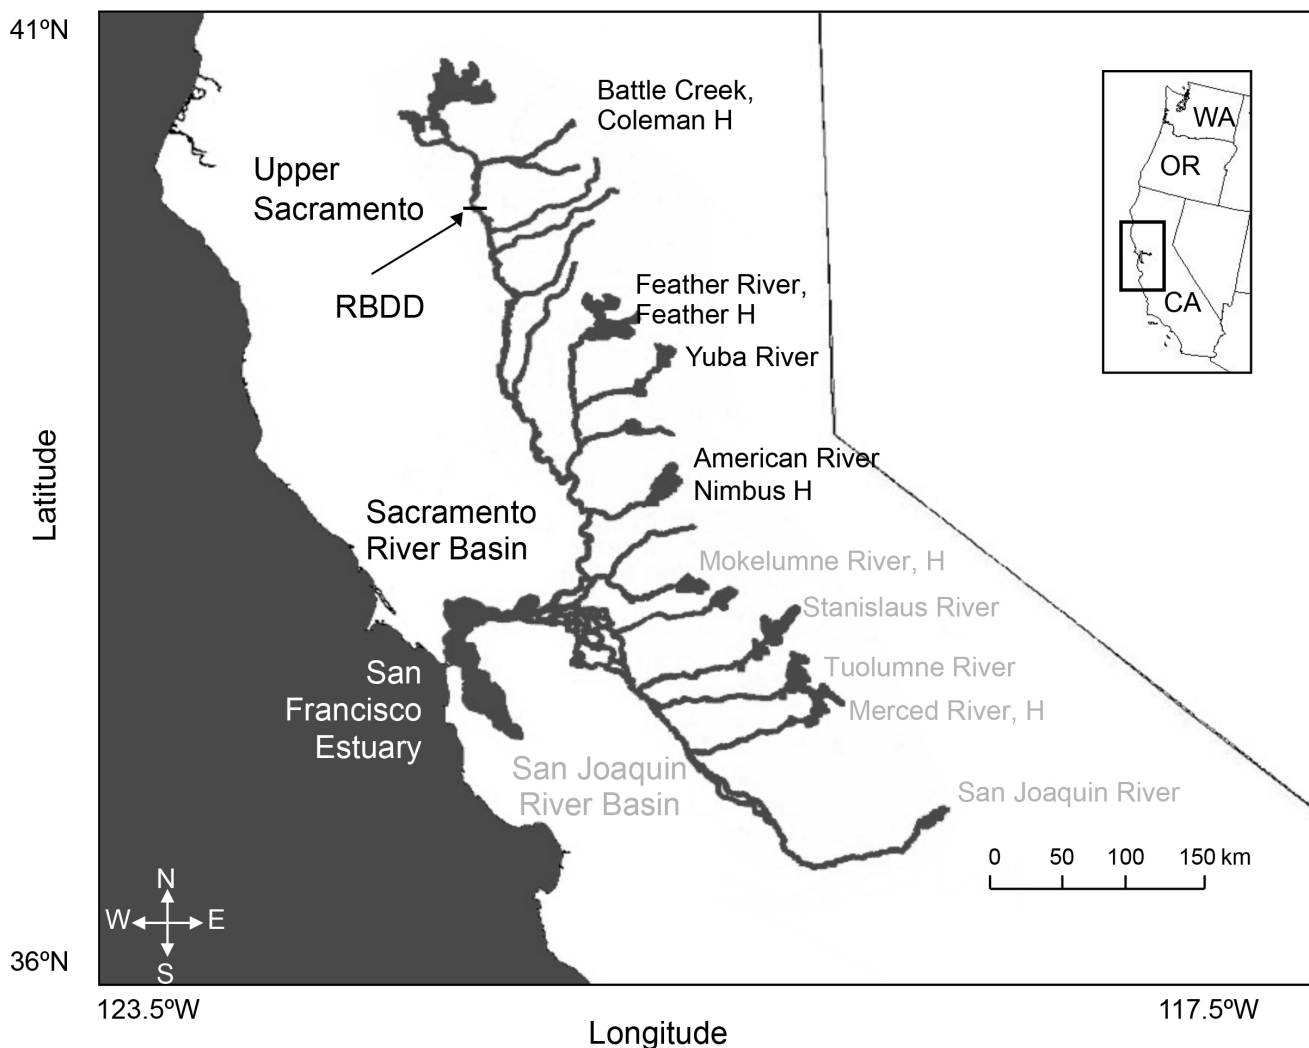 41ºN
Battle Creek,
Coleman H
WA
OR
CA
Upper
Sacramento
RBDD
Feather River,
Feather H
Yuba River
American River
Nimbus H
Latitude
Sacramento
River Basin
Mokelumne River, H
Stanislaus River
Tuolumne River
Merced River, H
San
Francisco
Estuary
San Joaquin
River Basin
San Joaquin River
0 50 100 150 km
N
W E
S
36ºN
123.5ºW
117.5ºW
Longitude